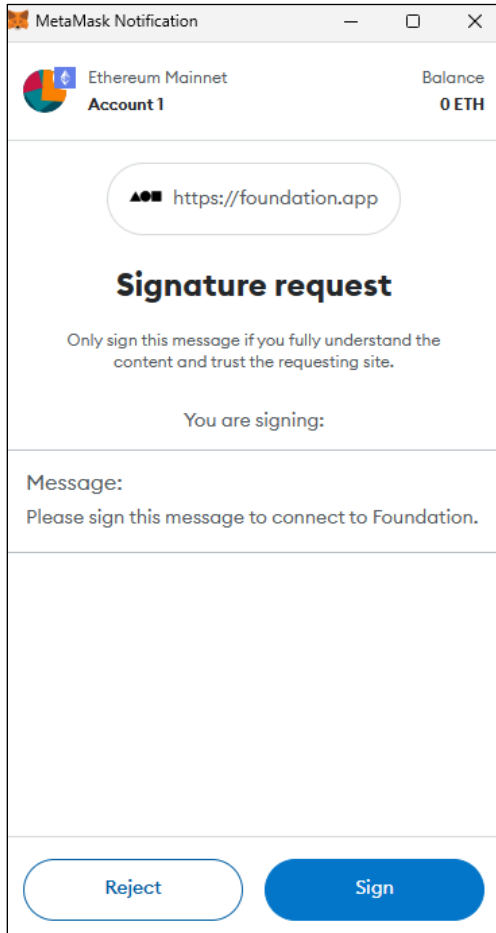 MetaMask Notification
Ethereum Mainnet
Balance
Account 1
0 ETH
https://foundation.app
Signature request
Only sign this message if you fully understand the
content and trust the requesting site.
You are signing:
Message:
Please sign this message to connect to Foundation.
Reject
Sign